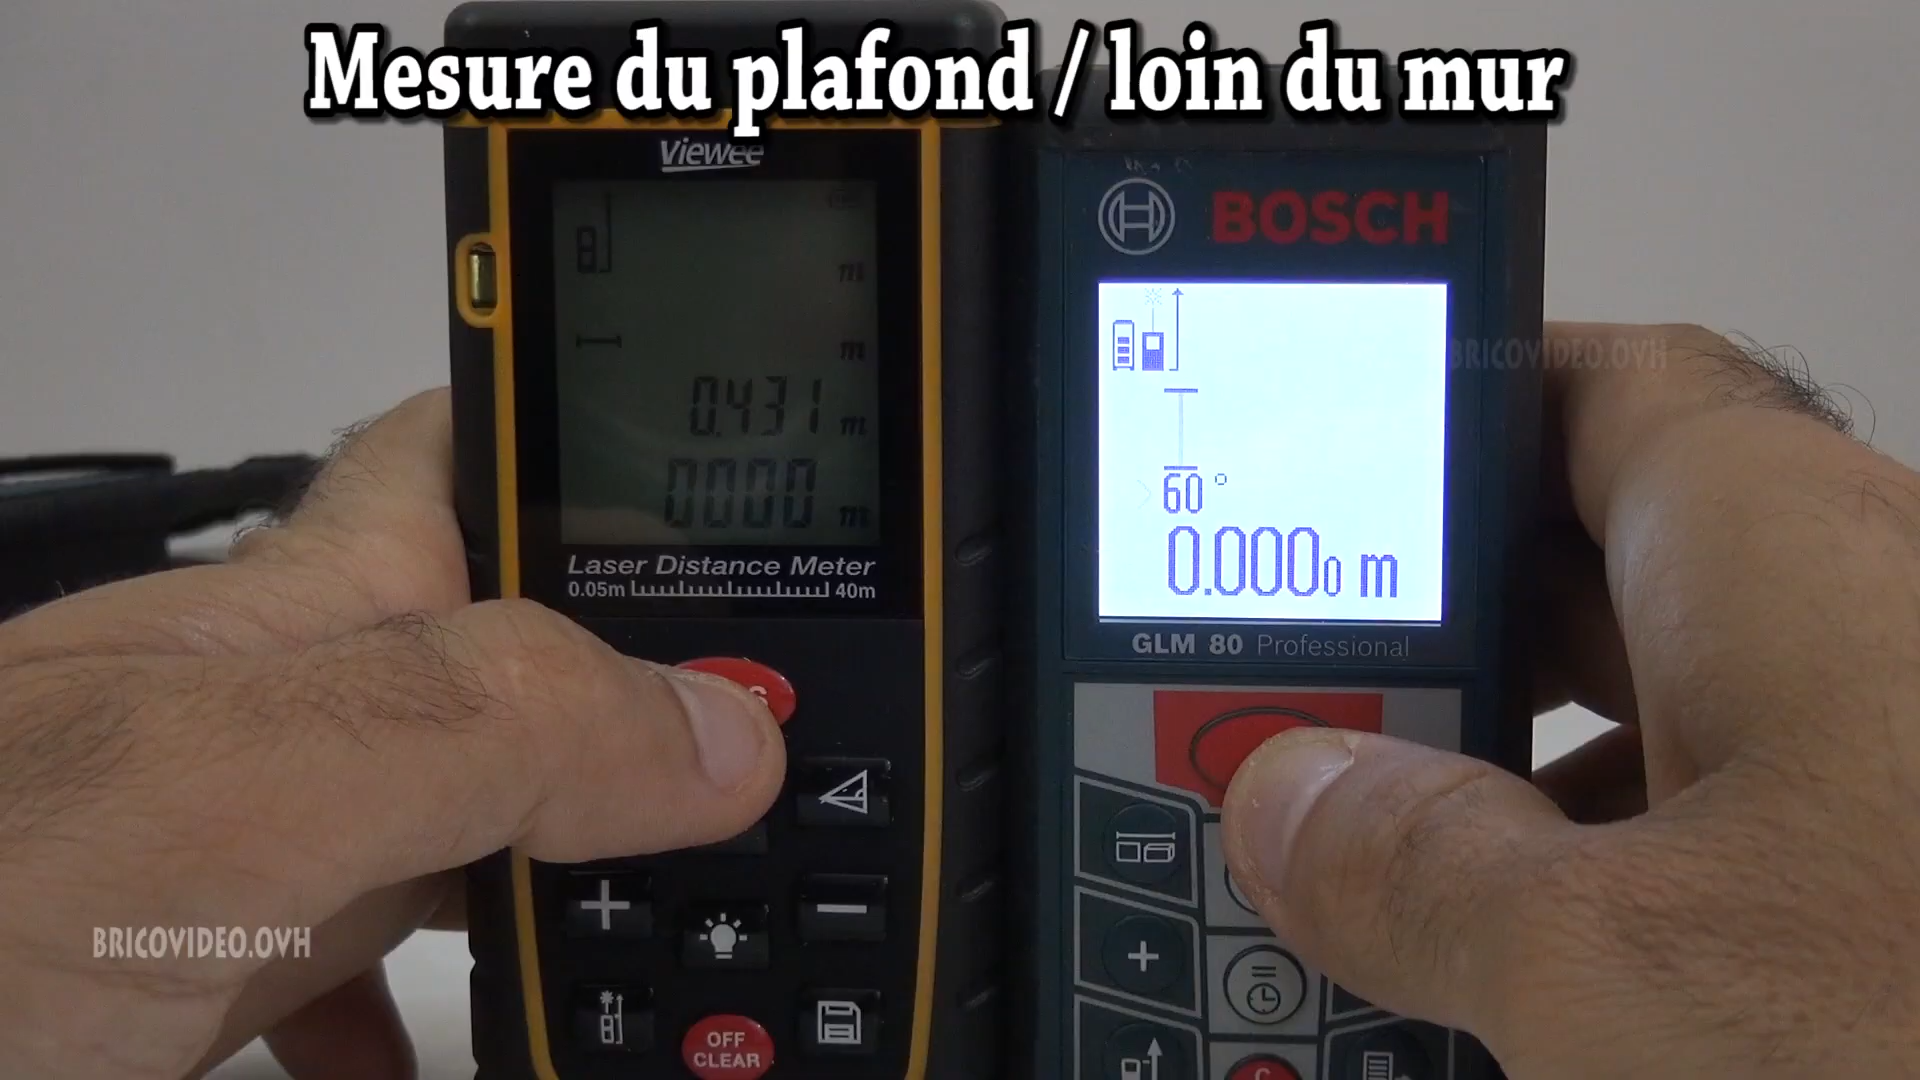 Mesure du plafond / loin du mur
Viewee
m
m
0.431 m
0000 m
Laser Distance Meter
0.05m 40m
OFF
CLEAR
BOSCH
60°
0.0000 m
GLM 80 Professional
C
BRICOVIDEO.OVH
BRICOVIDEO.OVH